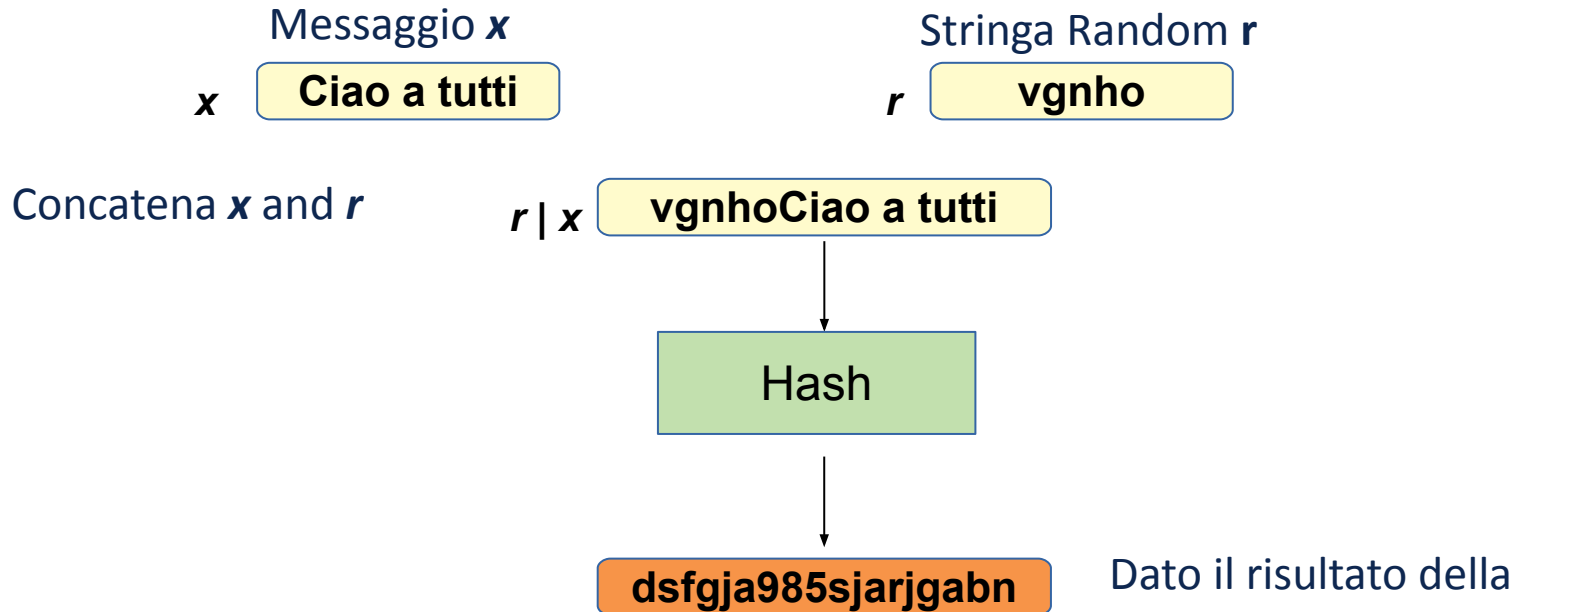 Messaggio x
Stringa Random r
x Ciao a tutti
r vgnho
Concatena x and r
r | x vgnhoCiao a tutti
Hash
dsfgja985sjarjgabn
Dato il risultato della